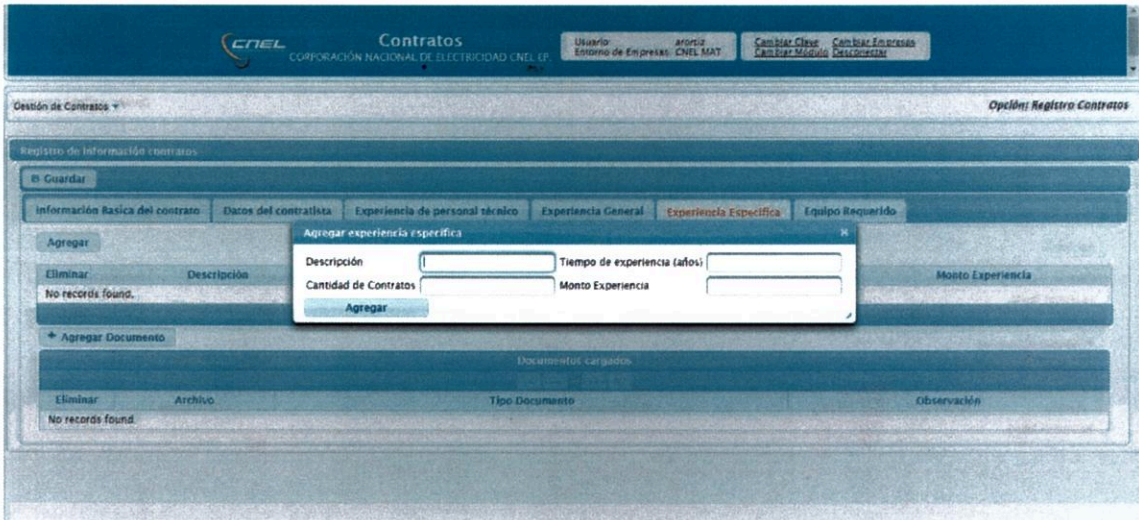 CNEL
Contratos
CORPORACIÓN NACIONAL DE ELECTRICIDAD CNEL EP.
Usuario: arortiz
Entorno de Empresas: CNEL MAT
Cambiar Clave Cambiar Empresas
Cambiar Módulo Desconectar
Gestión de Contratos
Opción: Registro Contratos
Registro de información contratos
Guardar
Información Basica del contrato Datos del contratista Experiencia de personal técnico Experiencia General Experiencia Especifica Equipo Requerido
Agregar
Agregar experiencia especifica
Descripción Tiempo de experiencia (años)
Cantidad de Contratos Monto Experiencia
Agregar
Eliminar Descripción Monto Experiencia
No records found.
+ Agregar Documento
Documentos cargados
Eliminar Archivo Tipo Documento Observación
No records found.